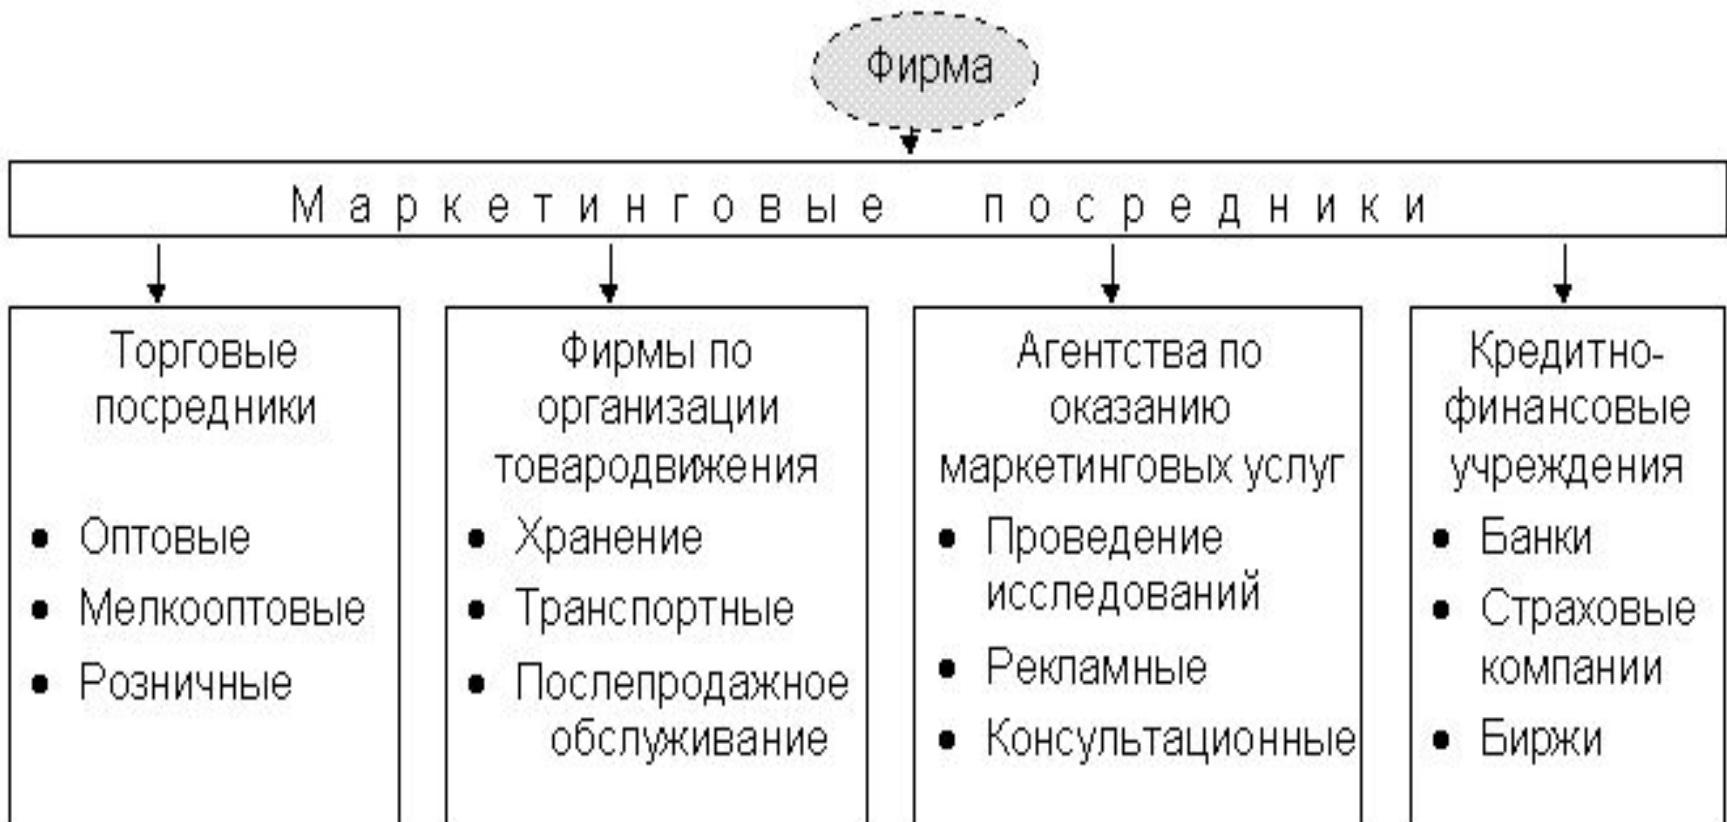 Фирма
Маркетинговые посредники
Торговые
посредники
• Оптовые
• Мелкооптовые
• Розничные
Фирмы по
организации
товародвижения
• Хранение
• Транспортные
• Послепродажное
обслуживание
Агентства по
оказанию
маркетинговых услуг
• Проведение
исследований
• Рекламные
• Консультационные
Кредитно-
финансовые
учреждения
• Банки
• Страховые
компании
• Биржи